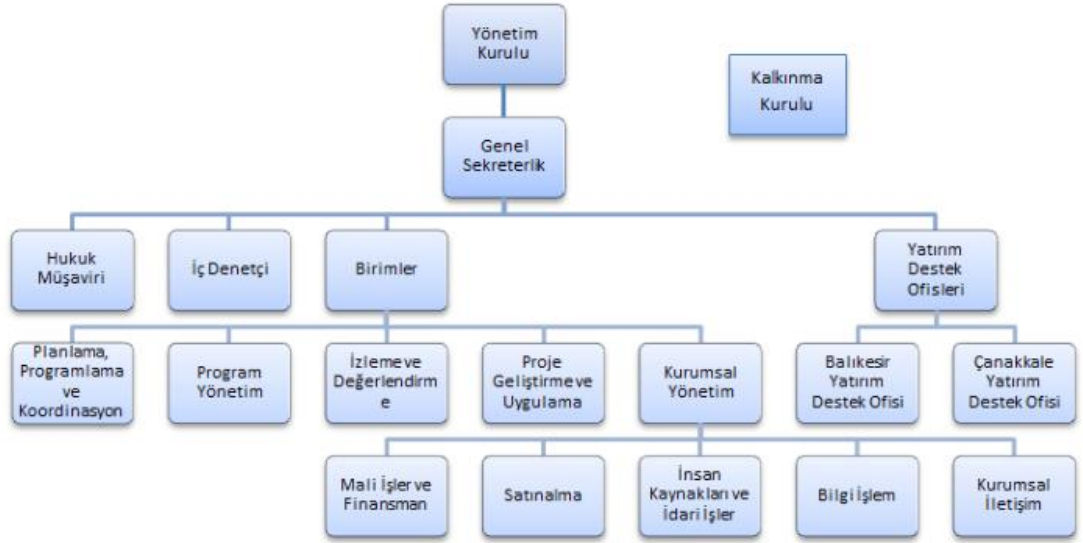 Yönetim
Kurulu
Kalkınma
Kurulu
Genel
Sekreterlik
Hukuk
Müşaviri
İç Denetçi
Birimler
Yatırım
Destek
Ofisleri
Planlama,
Programlama
ve
Koordinasyon
Program
Yönetim
İzleme ve
Değerlendirm
e
Proje
Geliştirme ve
Uygulama
Kurumsal
Yönetim
Balıkesir
Yatırım
Destek Ofisi
Çanakkale
Yatırım
Destek Ofisi
Mali İşler ve
Finansman
Satınalma
İnsan
Kaynakları ve
İdari İşler
Bilgi İşlem
Kurumsal
İletişim